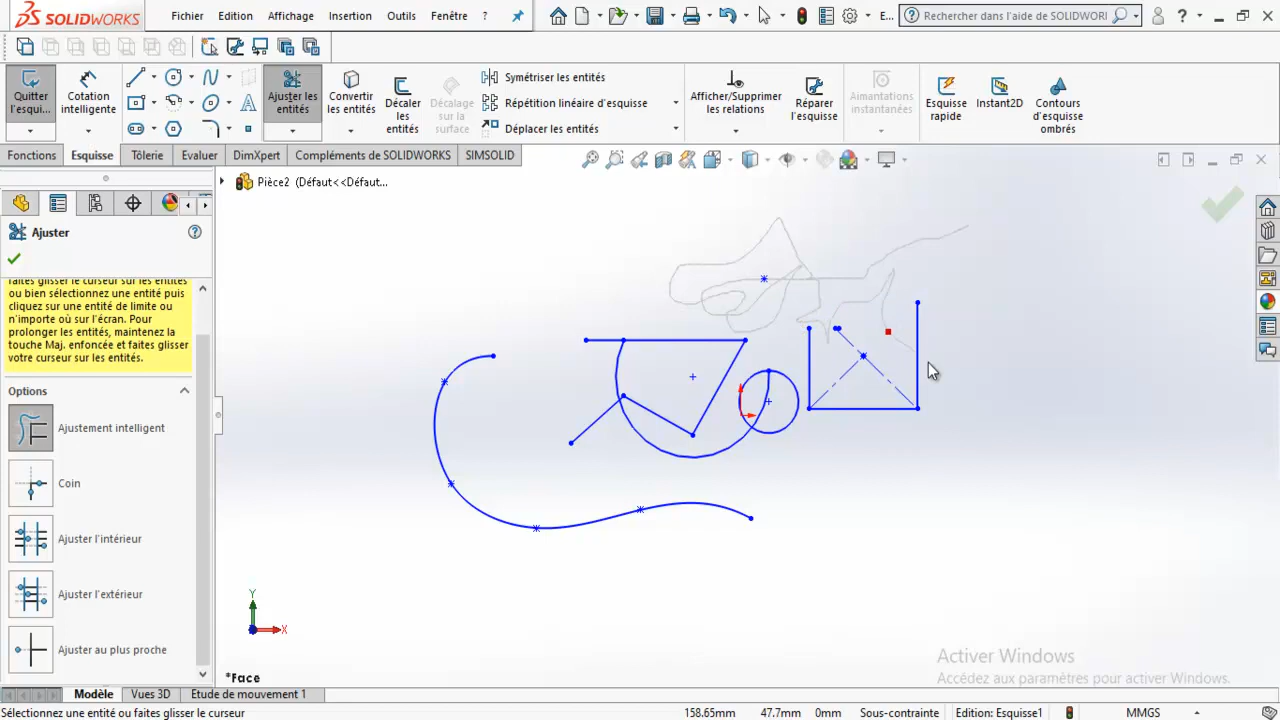 SOLIDWORKS
Fichier Edition Affichage Insertion Outils Fenêtre ?
E...
Rechercher dans l'aide de SOLIDWORI
?
Quitter l'esqui...
Cotation intelligente
Ajuster les entités
Convertir les entités
Décaler les entités
Décalage sur la surface
Symétriser les entités
Répétition linéaire d'esquisse
Déplacer les entités
Afficher/Supprimer les relations
Réparer l'esquisse
Aimantations instantanées
Esquisse rapide
Instant2D
Contours d'esquisse ombrés
Fonctions Esquisse Tôlerie Evaluer DimXpert Compléments de SOLIDWORKS SIMSOLID
Pièce2 (Défaut<<Défaut...
Ajuster
faites glisser le curseur sur les entités
ou bien sélectionnez une entité puis
cliquez sur une entité de limite ou
n'importe où sur l'écran. Pour
prolonger les entités, maintenez la
touche Maj. enfoncée et faites glisser
votre curseur sur les entités.
Options
Ajustement intelligent
Coin
Ajuster l'intérieur
Ajuster l'extérieur
Ajuster au plus proche
Y
X
*Face
Activer Windows
Accédez aux paramètres pour activer Windows.
Modèle Vues 3D Etude de mouvement 1
Sélectionnez une entité ou faites glisser le curseur
158.65mm 47.7mm 0mm Sous-contrainte Edition: Esquisse1 MMGS